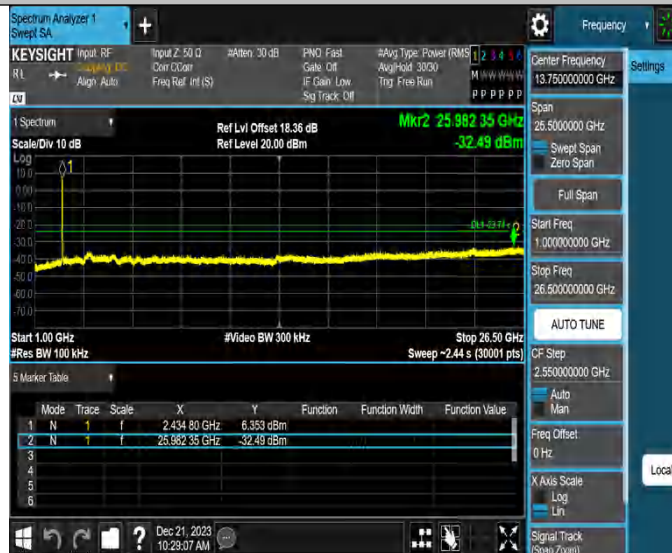 Spectrum Analyzer 1
Swept SA
+
Frequency
KEYSIGHT
RL
Input: RF
Coupling: DC
Align: Auto
Input Z: 50 Ω
Corr CCorr
Freq Ref: Int (S)
#Atten: 30 dB
PNO: Fast
Gate: Off
IF Gain: Low
Sig Track: Off
#Avg Type: Power (RMS
Avg|Hold: 30/30
Trig: Free Run
1 2 3 4 5 6
M W W W W W
P P P P P P
LN
1 Spectrum
Scale/Div 10 dB
Log
Ref Lvl Offset 18.36 dB
Ref Level 20.00 dBm
Mkr2 25.982 35 GHz
-32.49 dBm
10.0
0.00
-10.0
-20.0
-30.0
-40.0
-50.0
-60.0
-70.0
1
Start 1.00 GHz
#Res BW 100 kHz
#Video BW 300 kHz
Stop 26.50 GHz
Sweep ~2.44 s (30001 pts)
5 Marker Table
Mode Trace Scale X Y Function Function Width Function Value
1 N 1 f 2.434 80 GHz 6.353 dBm
2 N 1 f 25.982 35 GHz -32.49 dBm
3
4
5
6
Dec 21, 2023
10:29:07 AM
?
Center Frequency
13.750000000 GHz
Span
25.5000000 GHz
Swept Span
Zero Span
Full Span
Start Freq
1.000000000 GHz
Stop Freq
26.500000000 GHz
AUTO TUNE
CF Step
2.550000000 GHz
Auto
Man
Freq Offset
0 Hz
X Axis Scale
Log
Lin
Signal Track
(Span Zoom)
Settings
Local